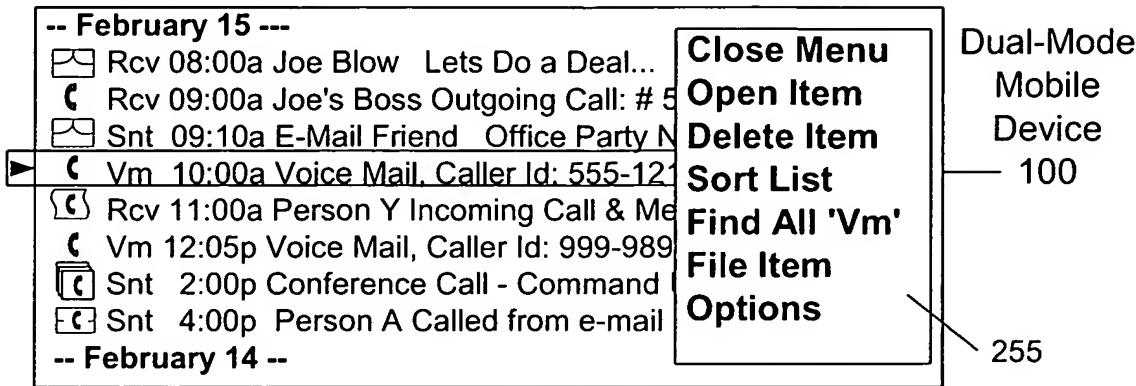 -- February 15 ---
Rcv 08:00a Joe Blow Lets Do a Deal...
Rcv 09:00a Joe's Boss Outgoing Call: # 5
Snt 09:10a E-Mail Friend Office Party N
Vm 10:00a Voice Mail, Caller Id: 555-121
Rcv 11:00a Person Y Incoming Call & Me
Vm 12:05p Voice Mail, Caller Id: 999-989
Snt 2:00p Conference Call - Command
Snt 4:00p Person A Called from e-mail
-- February 14 --
Close Menu
Open Item
Delete Item
Sort List
Find All 'Vm'
File Item
Options
Dual-Mode
Mobile
Device
100
255